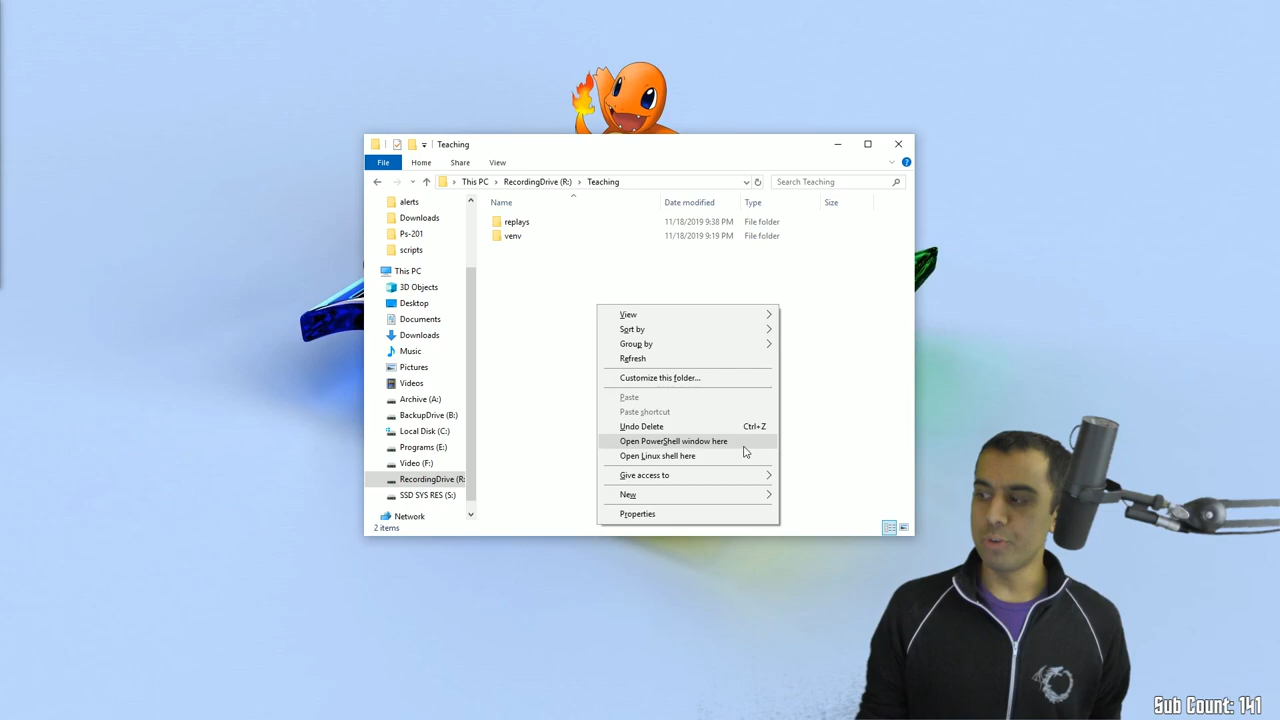 Teaching
File
Home
Share
View
This PC
RecordingDrive (R:)
Teaching
Search Teaching
alerts
Downloads
Ps-201
scripts
This PC
3D Objects
Desktop
Documents
Downloads
Music
Pictures
Videos
Archive (A:)
BackupDrive (B:)
Local Disk (C:)
Programs (E:)
Video (F:)
RecordingDrive (R:
SSD SYS RES (S:)
Network
2 items
Name
Date modified
Type
Size
replays
11/18/2019 9:38 PM
File folder
venv
11/18/2019 9:19 PM
File folder
View
Sort by
Group by
Refresh
Customize this folder...
Paste
Paste shortcut
Undo Delete
Ctrl+Z
Open PowerShell window here
Open Linux shell here
Give access to
New
Properties
Sub Count: 141